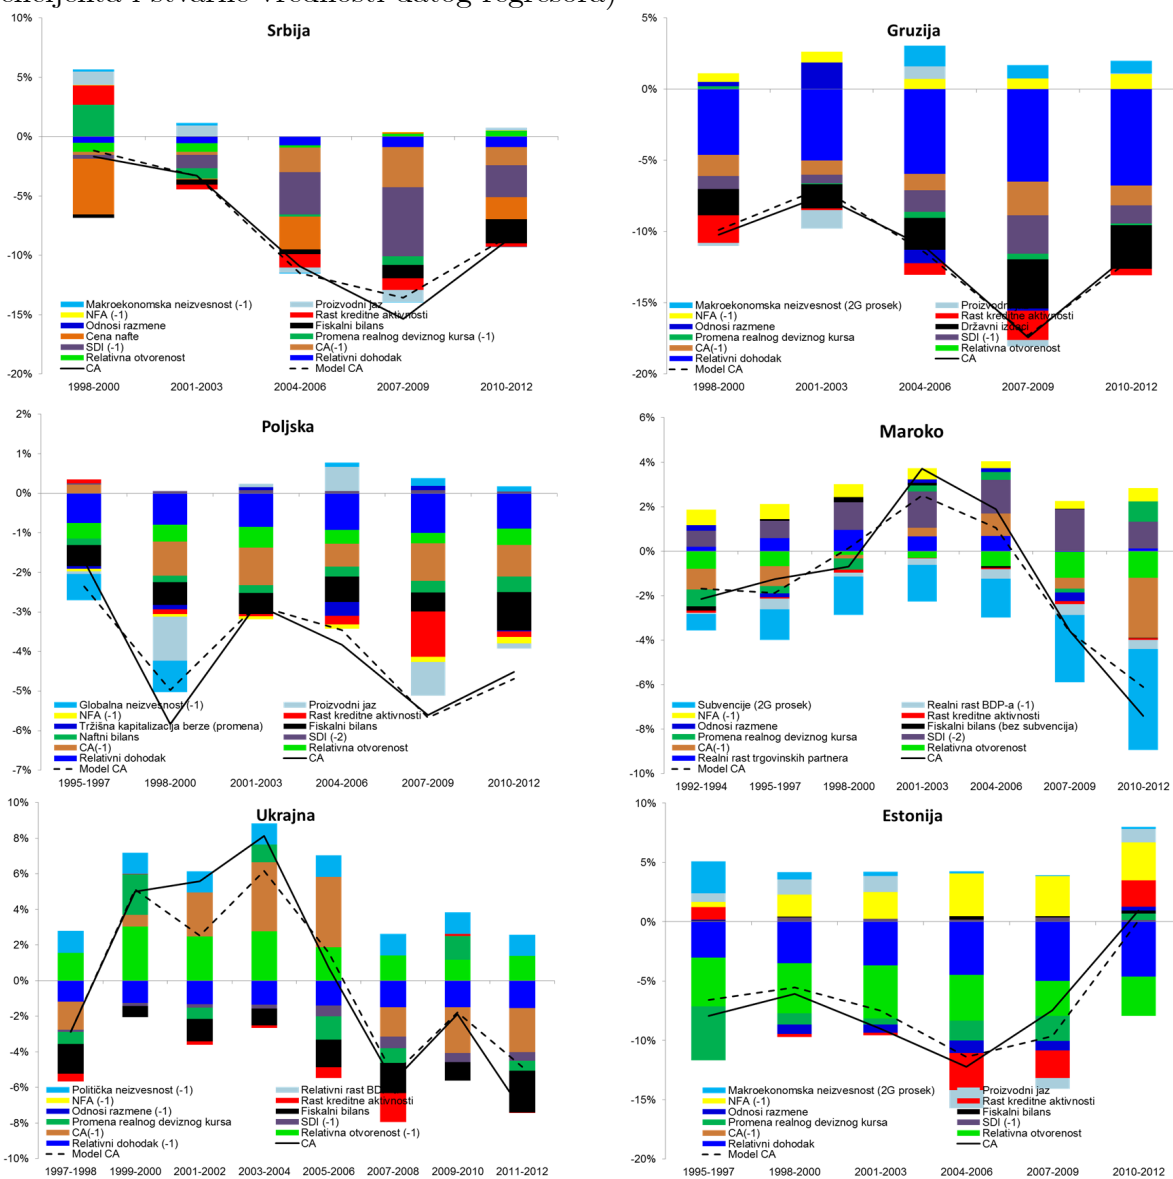 eficijenta i stvarne vrednosti datog regresora)
Srbija
10%
5%
0%
-5%
-10%
-15%
-20%
Makroekonomska neizvesnost (-1)
Proizvodni jaz
NFA (-1)
Rast kreditne aktivnosti
Odnosi razmene
Fiskalni bilans
Cena nafte
Promena realnog deviznog kursa (-1)
SDI (-1)
CA(-1)
Relativna otvorenost
Relativni dohodak
CA
Model CA
1998-2000 2001-2003 2004-2006 2007-2009 2010-2012
Gruzija
5%
0%
-5%
-10%
-15%
-20%
Makroekonomska neizvesnost (2G prosek)
NFA (-1)
Rast kreditne aktivnosti
Odnosi razmene
Državni
Promena realnog deviznog kursa
SDI (-1)
CA(-1)
Relativna otvorenost
Relativni dohodak
CA
Model CA
1998-2000 2001-2003 2004-2006 2007-2009 2010-2012
Poljska
2%
1%
0%
-1%
-2%
-3%
-4%
-5%
-6%
-7%
Globalna neizvesnost (-1)
Proizvodni jaz
NFA (-1)
Rast kreditne aktivnosti
Tržišna kapitalizacija berze (promena)
Fiskalni bilans
Naftni bilans
SDI (-2)
CA(-1)
Relativna otvorenost
Relativni dohodak
CA
Model CA
1995-1997 1998-2000 2001-2003 2004-2006 2007-2009 2010-2012
Maroko
6%
4%
2%
0%
-2%
-4%
-6%
-8%
-10%
Subvencije (2G prosek)
Realni rast BDP-a (-1)
NFA (-1)
Rast kreditne aktivnosti
Odnosi razmene
Fiskalni bilans (bez subvencija)
Promena realnog deviznog kursa
SDI (-2)
CA(-1)
Relativna otvorenost
Realni rast trgovinskih partnera
CA
Model CA
1992-1994 1995-1997 1998-2000 2001-2003 2004-2006 2007-2009 2010-2012
Ukrajna
10%
8%
6%
4%
2%
0%
-2%
-4%
-6%
-8%
-10%
Politička neizvesnost (-1)
Relativni rast
NFA (-1)
Rast kreditne aktivnosti
Odnosi razmene (-1)
Fiskalni bilans
Promena realnog deviznog kursa
SDI (-1)
CA(-1)
Relativna otvorenost (-1)
Relativni dohodak (-1)
CA
Model CA
1997-1998 1999-2000 2001-2002 2003-2004 2005-2006 2007-2008 2009-2010 2011-2012
Estonija
10%
5%
0%
-5%
-10%
-15%
-20%
Makroekonomska neizvesnost (2G prosek)
Proizvodni jaz
NFA (-1)
Rast kreditne aktivnosti
Odnosi razmene
Fiskalni bilans
Promena realnog deviznog kursa
SDI (-1)
CA(-1)
Relativna otvorenost
Relativni dohodak
CA
Model CA
1995-1997 1998-2000 2001-2003 2004-2006 2007-2009 2010-2012